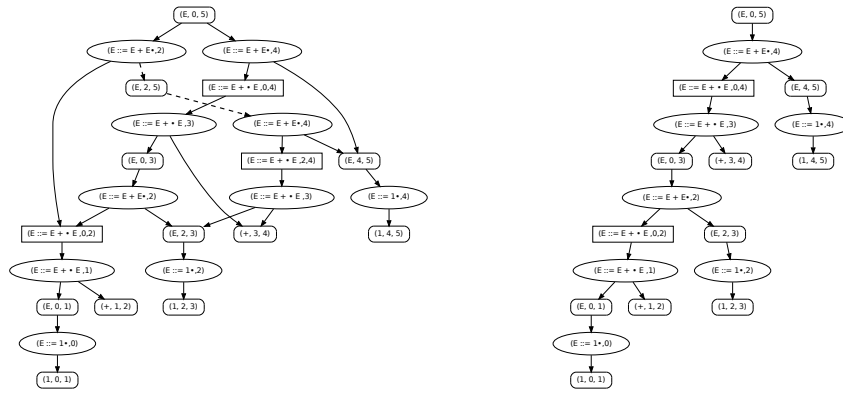 (E, 0, 5)
(E ::= E + E•,2)
(E ::= E + E•,4)
(E, 2, 5)
(E ::= E + • E ,0,4)
(E ::= E + • E ,3)
(E ::= E + E•,4)
(E, 0, 3)
(E ::= E + • E ,2,4)
(E, 4, 5)
(E ::= E + E•,2)
(E ::= E + • E ,3)
(E ::= 1•,4)
(E ::= E + • E ,0,2)
(E, 2, 3)
(+, 3, 4)
(1, 4, 5)
(E ::= E + • E ,1)
(E ::= 1•,2)
(E, 0, 1)
(+, 1, 2)
(1, 2, 3)
(E ::= 1•,0)
(1, 0, 1)
(E, 0, 5)
(E ::= E + E•,4)
(E ::= E + • E ,0,4)
(E, 4, 5)
(E ::= E + • E ,3)
(E ::= 1•,4)
(E, 0, 3)
(+, 3, 4)
(1, 4, 5)
(E ::= E + E•,2)
(E ::= E + • E ,0,2)
(E, 2, 3)
(E ::= E + • E ,1)
(E ::= 1•,2)
(E, 0, 1)
(+, 1, 2)
(1, 2, 3)
(E ::= 1•,0)
(1, 0, 1)